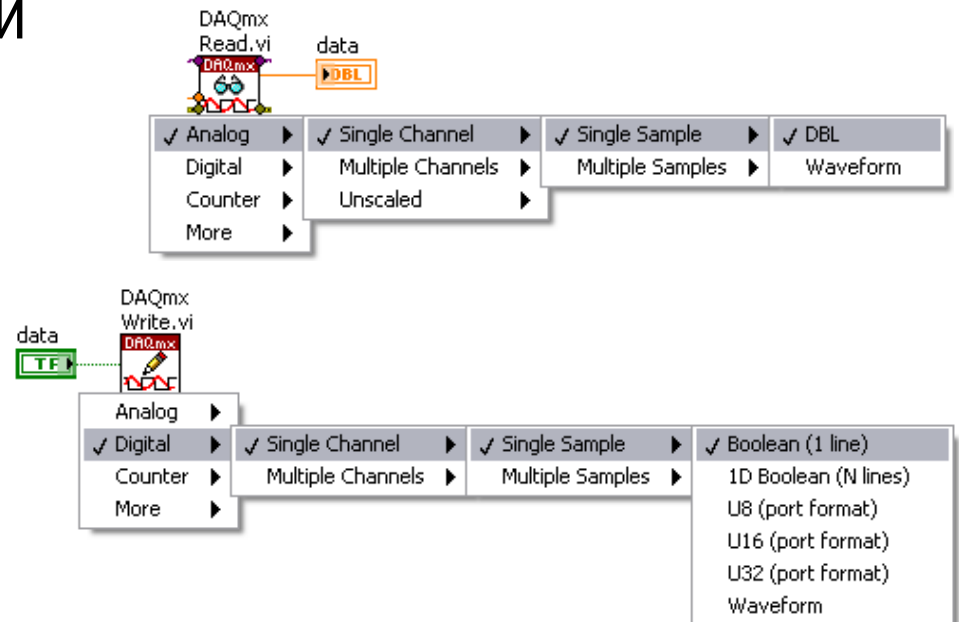 и
DAQmx
Read.vi
data
DAQmx
DBL
✓ Analog ✓ Single Channel ✓ Single Sample ✓ DBL
Digital Multiple Channels Multiple Samples Waveform
Counter Unscaled
More
DAQmx
Write.vi
data
DAQmx
TF
Analog
✓ Digital ✓ Single Channel ✓ Single Sample ✓ Boolean (1 line)
Counter Multiple Channels Multiple Samples 1D Boolean (N lines)
More U8 (port format)
U16 (port format)
U32 (port format)
Waveform